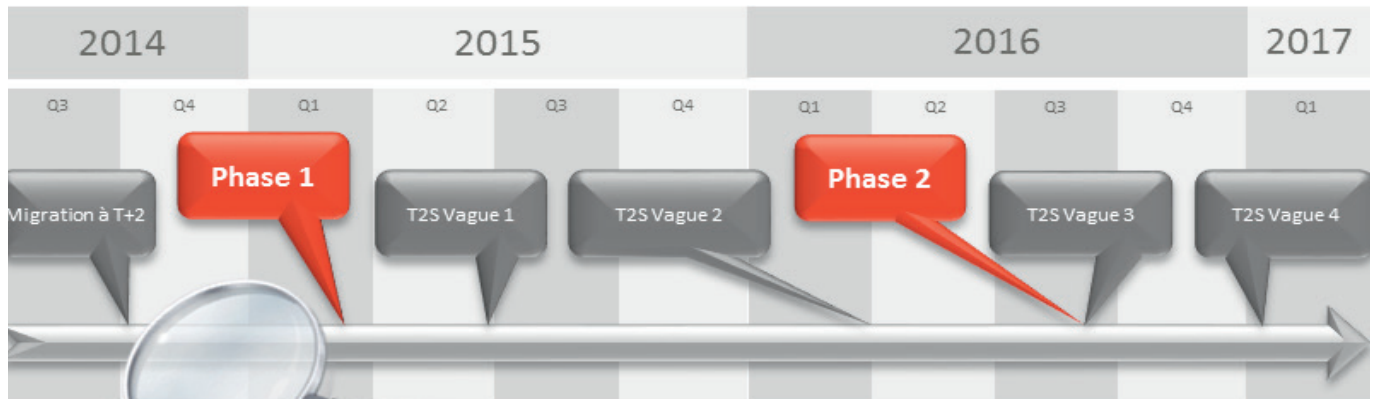 2014 2015 2016 2017
Q3 Q4 Q1 Q2 Q3 Q4 Q1 Q2 Q3 Q4 Q1
Phase 1 Phase 2
Migration à T+2 T2S Vague 1 T2S Vague 2 T2S Vague 3 T2S Vague 4